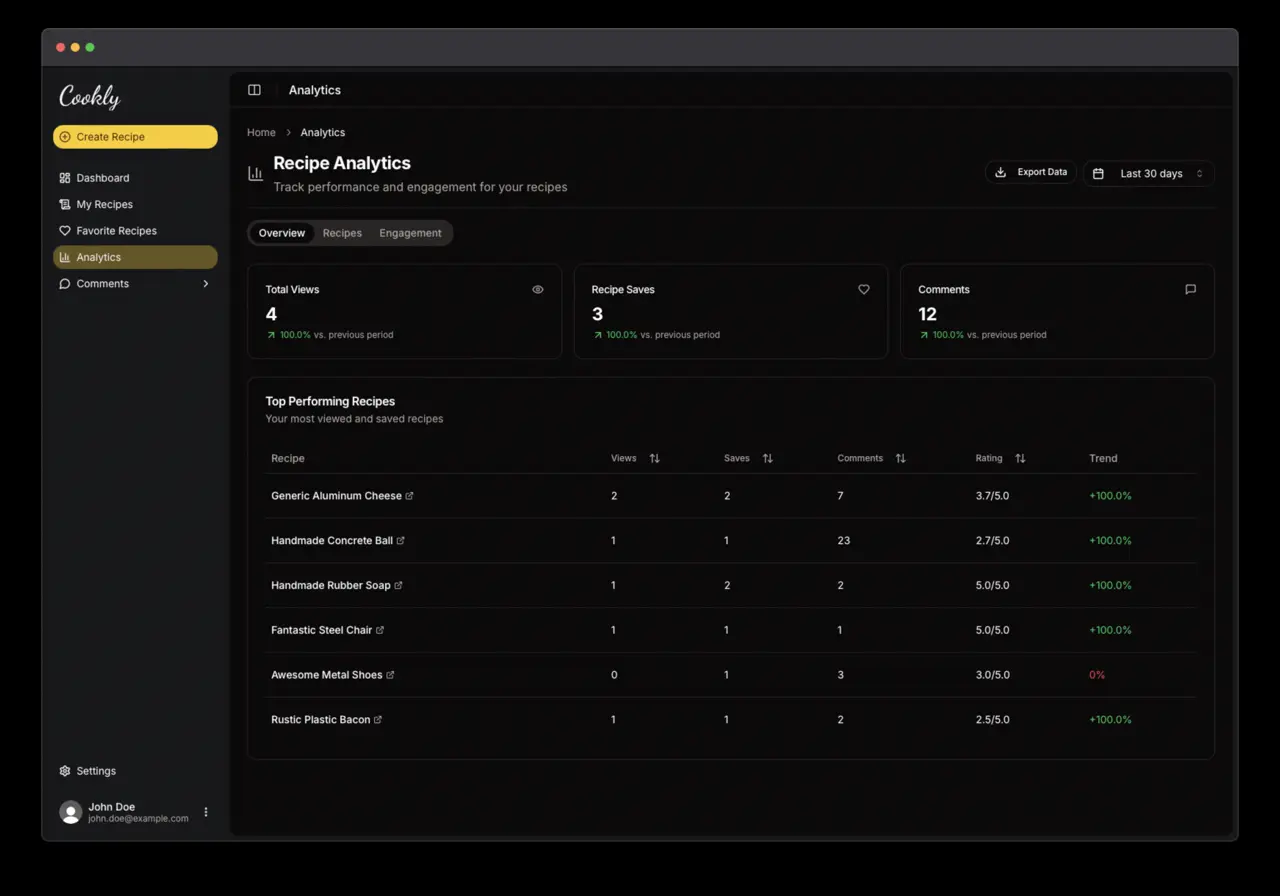 Cookly
Create Recipe
Dashboard
My Recipes
Favorite Recipes
Analytics
Comments
Settings
John Doe
john.doe@example.com
Analytics
Home > Analytics
Recipe Analytics
Track performance and engagement for your recipes
Export Data
Last 30 days
Overview Recipes Engagement
Total Views
4
100.0% vs. previous period
Recipe Saves
3
100.0% vs. previous period
Comments
12
100.0% vs. previous period
Top Performing Recipes
Your most viewed and saved recipes
Recipe Views Saves Comments Rating Trend
Generic Aluminum Cheese 2 2 7 3.7/5.0 +100.0%
Handmade Concrete Ball 1 1 23 2.7/5.0 +100.0%
Handmade Rubber Soap 1 2 2 5.0/5.0 +100.0%
Fantastic Steel Chair 1 1 1 5.0/5.0 +100.0%
Awesome Metal Shoes 0 1 3 3.0/5.0 0%
Rustic Plastic Bacon 1 1 2 2.5/5.0 +100.0%